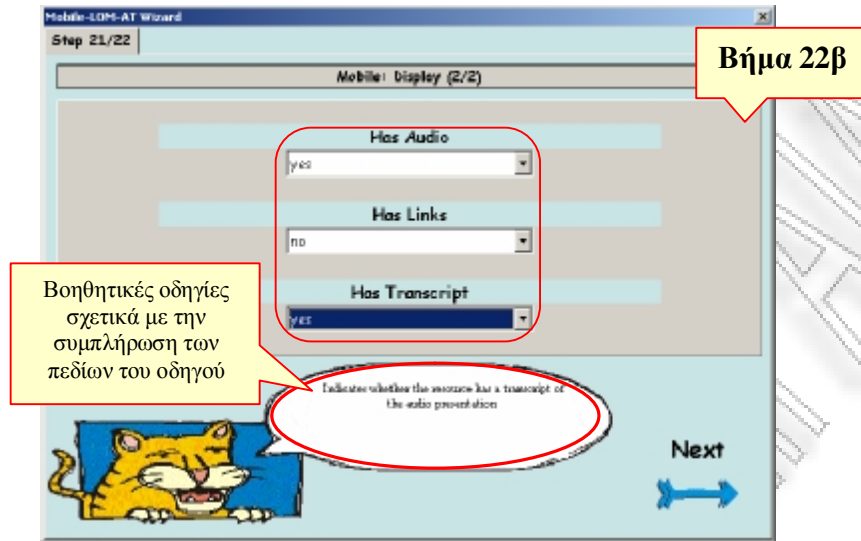 Mobile-LOM-AT Wizard
Step 21/22
Βήμα 22β
Mobile: Display (2/2)
Has Audio
yes
Has Links
no
Has Transcript
yes
Βοηθητικές οδηγίες
σχετικά με την
συμπλήρωση των
πεδίων του οδηγού
Indicates whether the resource has a transcript of
the audio presentation
Next